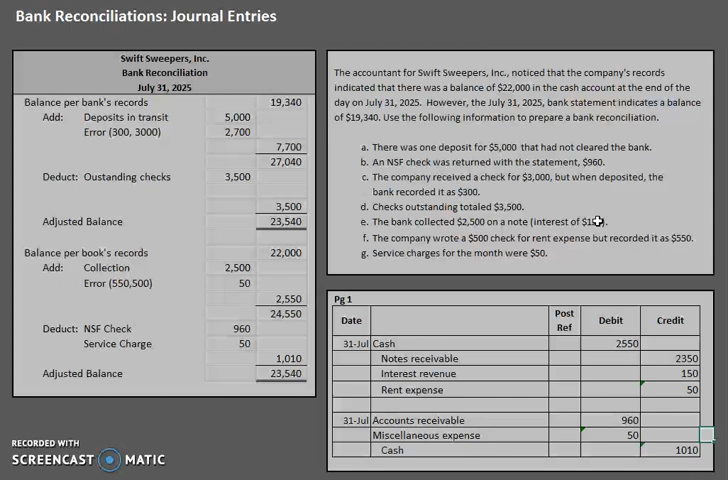 Bank Reconciliations: Journal Entries
Swift Sweepers, Inc.
Bank Reconciliation
July 31, 2025
Balance per bank's records 19,340
Add: Deposits in transit 5,000
Error (300, 3000) 2,700
7,700
27,040
Deduct: Oustanding checks 3,500
3,500
Adjusted Balance 23,540
Balance per book's records 22,000
Add: Collection 2,500
Error (550,500) 50
2,550
24,550
Deduct: NSF Check 960
Service Charge 50
1,010
Adjusted Balance 23,540
The accountant for Swift Sweepers, Inc., noticed that the company's records
indicated that there was a balance of $22,000 in the cash account at the end of the
day on July 31, 2025. However, the July 31, 2025, bank statement indicates a balance
of $19,340. Use the following information to prepare a bank reconciliation.
a. There was one deposit for $5,000 that had not cleared the bank.
b. An NSF check was returned with the statement, $960.
c. The company received a check for $3,000, but when deposited, the
bank recorded it as $300.
d. Checks outstanding totaled $3,500.
e. The bank collected $2,500 on a note (interest of
f. The company wrote a $500 check for rent expense but recorded it as $550.
g. Service charges for the month were $50.
Pg 1
Date Post Ref Debit Credit
31-Jul Cash 2550
Notes receivable 2350
Interest revenue 150
Rent expense 50
31-Jul Accounts receivable 960
Miscellaneous expense 50
Cash 1010
RECORDED WITH
SCREENCAST MATIC